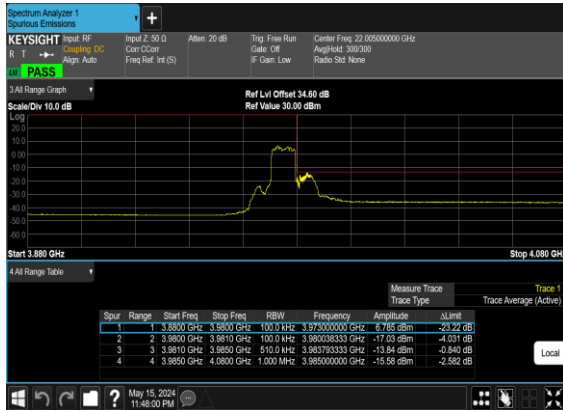 Spectrum Analyzer 1
Spurious Emissions
+
KEYSIGHT Input: RF Input Z: 50 Ω Atten: 20 dB Trig: Free Run Center Freq: 22.005000000 GHz
R T Coupling: DC Corr CCorr Gate: Off Avg|Hold: 300/300
Align: Auto Freq Ref: Int (S) IF Gain: Low Radio Std: None
PASS
3 All Range Graph
Ref Lvl Offset 34.60 dB
Scale/Div 10.0 dB Ref Value 30.00 dBm
Log
20.0
10.0
0.00
-10.0
-20.0
-30.0
-40.0
-50.0
-60.0
Start 3.880 GHz Stop 4.080 GHz
4 All Range Table
Measure Trace Trace 1
Trace Type Trace Average (Active)
Spur Range Start Freq Stop Freq RBW Frequency Amplitude ΔLimit
1 1 3.8800 GHz 3.9800 GHz 100.0 kHz 3.973000000 GHz 6.785 dBm -23.22 dB
2 2 3.9800 GHz 3.9810 GHz 100.0 kHz 3.980038333 GHz -17.03 dBm -4.031 dB
3 3 3.9810 GHz 3.9850 GHz 510.0 kHz 3.983793333 GHz -13.84 dBm -0.840 dB
4 4 3.9850 GHz 4.0800 GHz 1.000 MHz 3.985000000 GHz -15.58 dBm -2.582 dB
Local
? May 15, 2024
11:48:00 PM